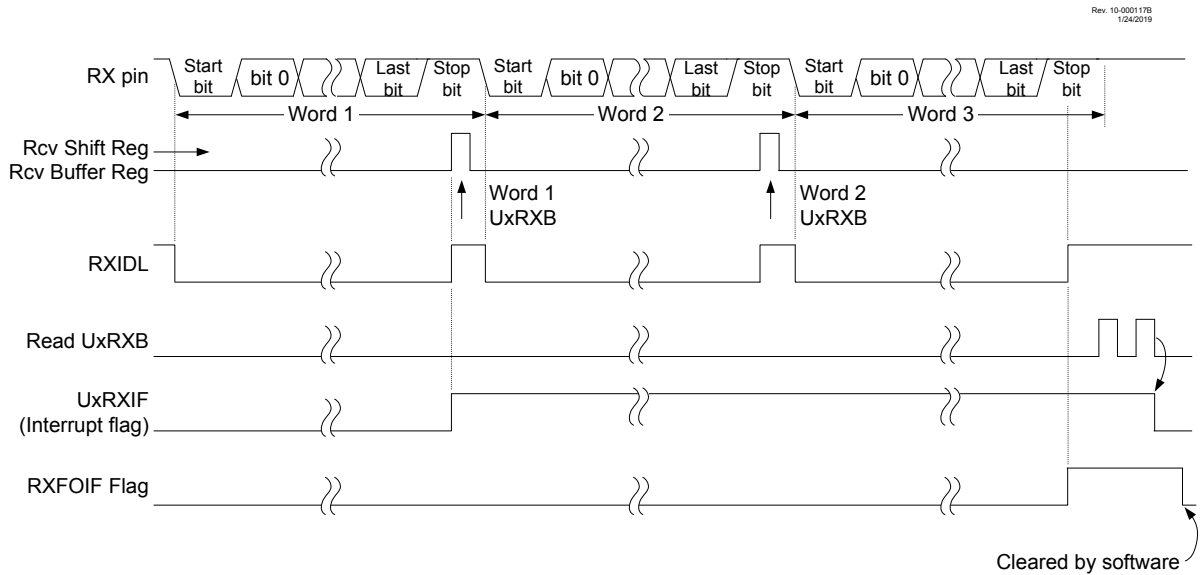 Rev. 10-000117B
1/24/2019
RX pin
Start bit
bit 0
Last bit
Stop bit
Start bit
bit 0
Last bit
Stop bit
Start bit
bit 0
Last bit
Stop bit
Word 1
Word 2
Word 3
Rcv Shift Reg
Rcv Buffer Reg
Word 1
UxRXB
Word 2
UxRXB
RXIDL
Read UxRXB
UxRXIF
(Interrupt flag)
RXFOIF Flag
Cleared by software